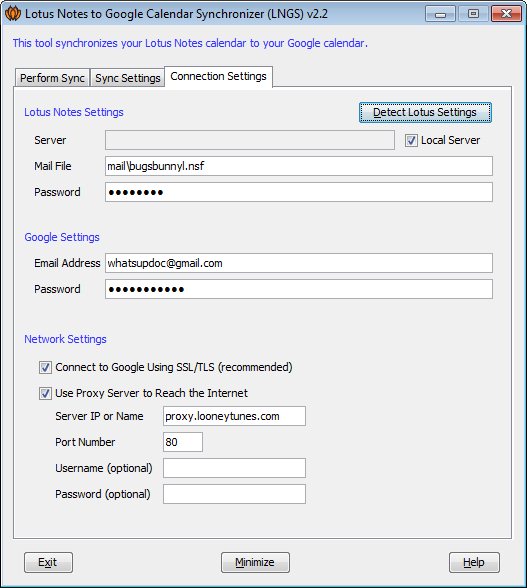 Lotus Notes to Google Calendar Synchronizer (LNGS) v2.2
This tool synchronizes your Lotus Notes calendar to your Google calendar.
Perform Sync Sync Settings Connection Settings
Lotus Notes Settings Detect Lotus Settings
Server Local Server
Mail File mail\bugsbunnyl.nsf
Password ●●●●●●●●
Google Settings
Email Address whatsupdoc@gmail.com
Password ●●●●●●●●●●●
Network Settings
Connect to Google Using SSL/TLS (recommended)
Use Proxy Server to Reach the Internet
Server IP or Name proxy.looneytunes.com
Port Number 80
Username (optional)
Password (optional)
Exit Minimize Help